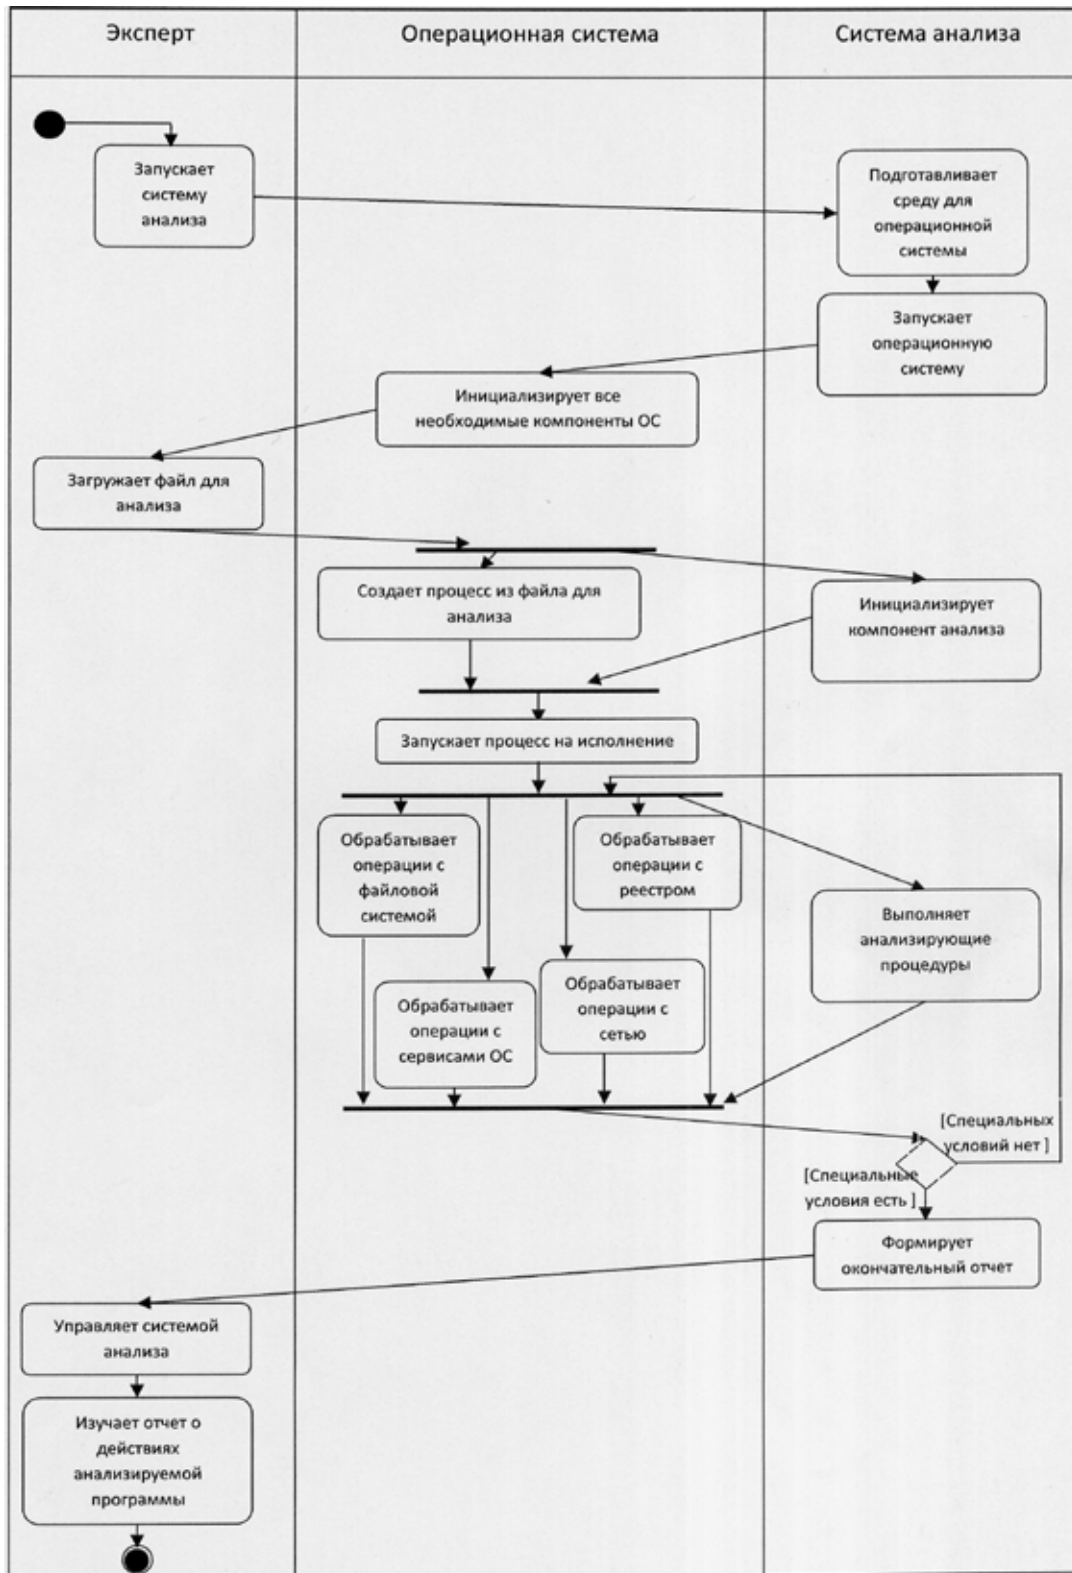 Эксперт
Операционная система
Система анализа
Запускает
систему
анализа
Подготавливает
среду для
операционной
системы
Запускает
операционную
систему
Инициализирует все
необходимые компоненты ОС
Загружает файл для
анализа
Создает процесс из файла для
анализа
Инициализирует
компонент анализа
Запускает процесс на исполнение
Обрабатывает
операции с
файловой
системой
Обрабатывает
операции с
реестром
Выполняет
анализирующие
процедуры
Обрабатывает
операции с
сервисами ОС
Обрабатывает
операции с
сетью
[Специальных
условий нет ]
[Специальные
условия есть ]
Формирует
окончательный отчет
Управляет системой
анализа
Изучает отчет о
действиях
анализируемой
программы